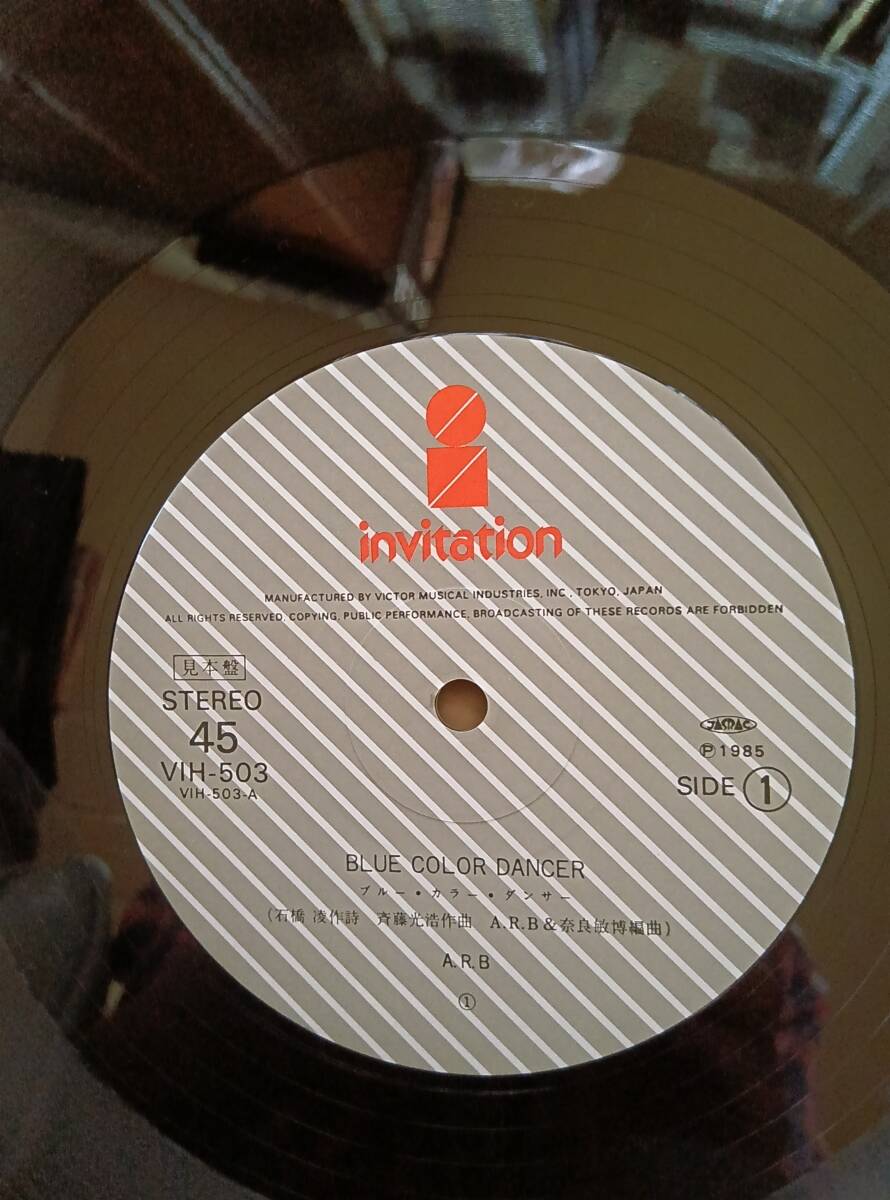 invitation
MANUFACTURED BY VICTOR MUSICAL INDUSTRIES, INC., TOKYO, JAPAN
ALL RIGHTS RESERVED, COPYING, PUBLIC PERFORMANCE, BROADCASTING OF THESE RECORDS ARE FORBIDDEN
見本盤
STEREO
45
VIH-503
VIH-503-A
JASRAC
Ⓟ1985
SIDE ①
BLUE COLOR DANCER
ブルー・カラー・ダンサー
(石橋 凌作詩 斉藤光浩作曲 A.R.B&奈良敏博編曲)
A.R.B
①